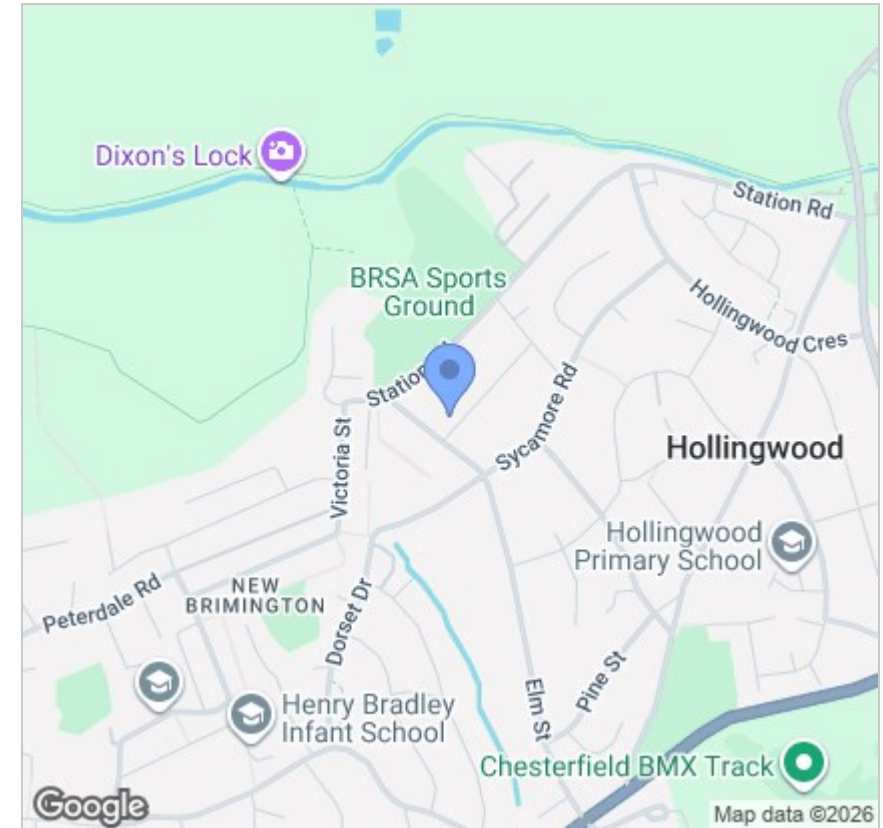 Dixon's Lock
Station Rd
BRSA Sports
Ground
Hollingwood Cres
Station
Sycamore Rd
Victoria St
Hollingwood
Hollingwood
Primary School
Peterdale Rd
NEW
BRIMINGTON
Dorset Dr
Pine St
Elm St
Henry Bradley
Infant School
Chesterfield BMX Track
Google
Map data ©2026